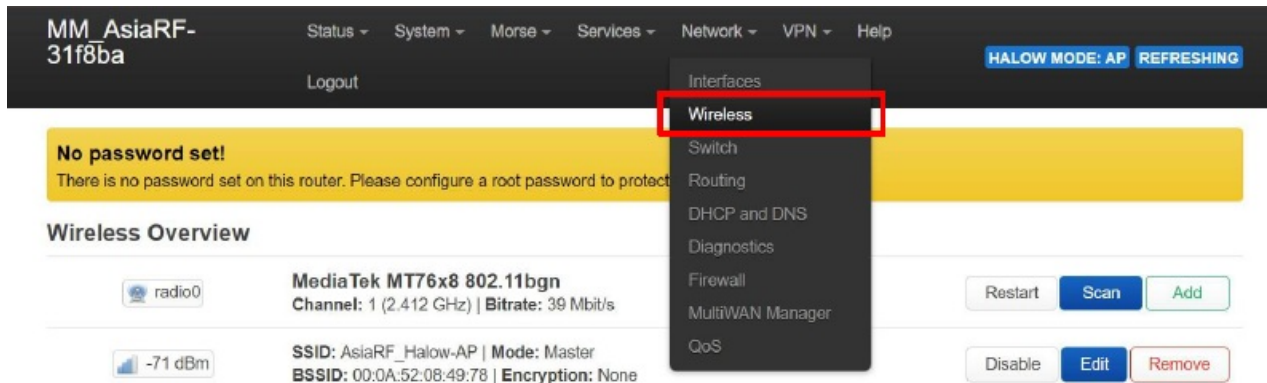 MM_AsiaRF-31f8ba
Status
System
Morse
Services
Network
VPN
Help
Logout
HALOW MODE: AP
REFRESHING
Interfaces
Wireless
Switch
Routing
DHCP and DNS
Diagnostics
Firewall
MultiWAN Manager
QoS
No password set!
There is no password set on this router. Please configure a root password to protect
Wireless Overview
radio0
MediaTek MT76x8 802.11bgn
Channel: 1 (2.412 GHz) | Bitrate: 39 Mbit/s
Restart
Scan
Add
-71 dBm
SSID: AsiaRF_Halow-AP | Mode: Master
BSSID: 00:0A:52:08:49:78 | Encryption: None
Disable
Edit
Remove